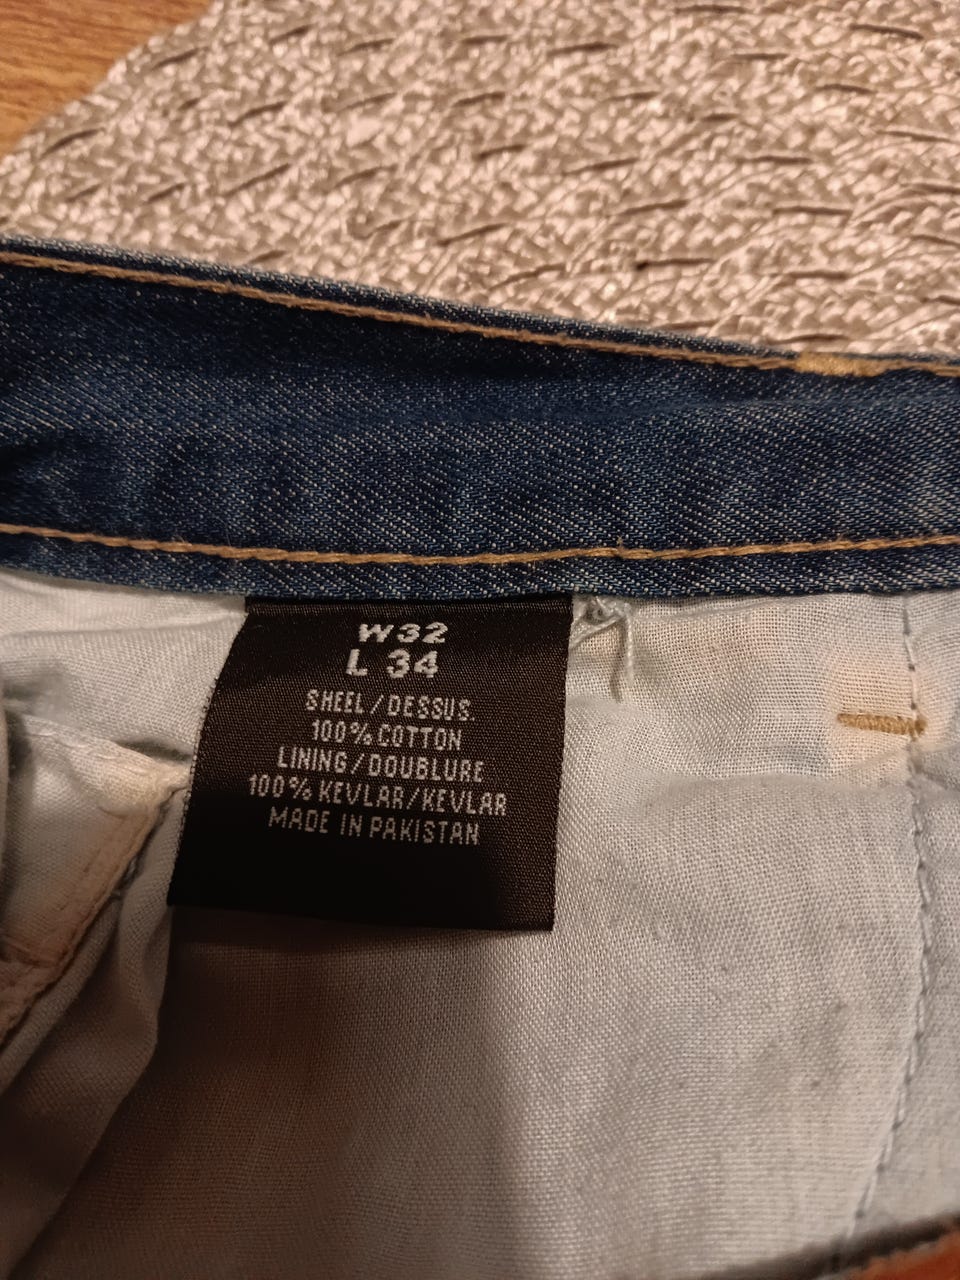 W32
L 34
SHEEL/DESSUS.
100% COTTON
LINING/DOUBLURE
100% KEVLAR/KEVLAR
MADE IN PAKISTAN